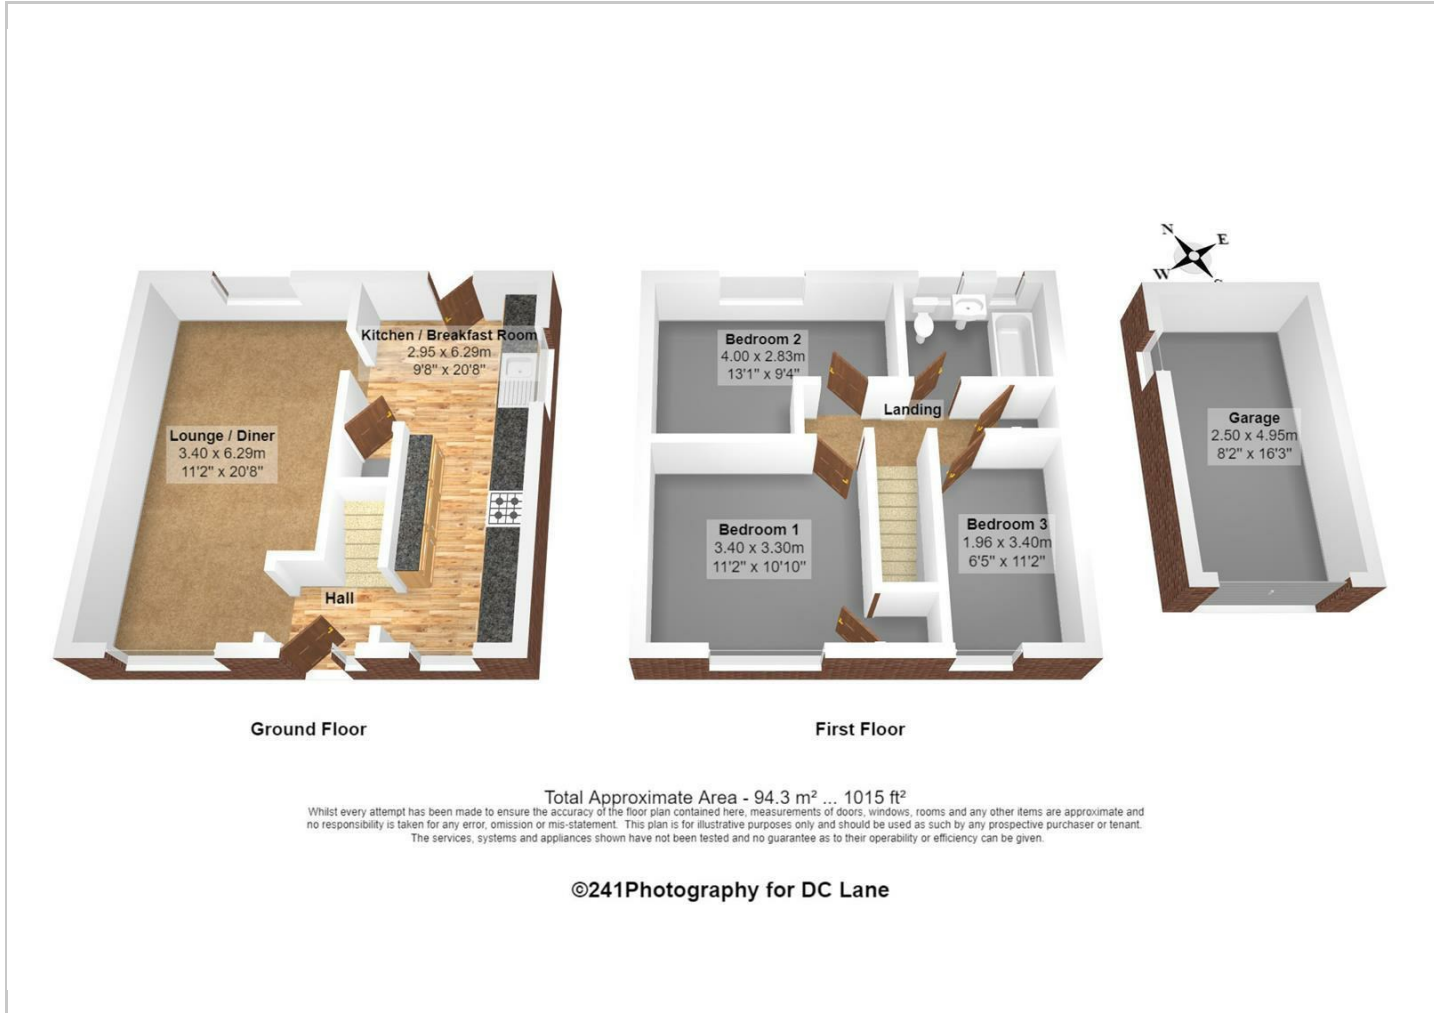 N
E
W
S
Kitchen / Breakfast Room
2.95 x 6.29m
9'8" x 20'8"
Lounge / Diner
3.40 x 6.29m
11'2" x 20'8"
Hall
Bedroom 2
4.00 x 2.83m
13'1" x 9'4"
Landing
Bedroom 1
3.40 x 3.30m
11'2" x 10'10"
Bedroom 3
1.96 x 3.40m
6'5" x 11'2"
Garage
2.50 x 4.95m
8'2" x 16'3"
Ground Floor
First Floor
Total Approximate Area - 94.3 m² ... 1015 ft²
Whilst every attempt has been made to ensure the accuracy of the floor plan contained here, measurements of doors, windows, rooms and any other items are approximate and
no responsibility is taken for any error, omission or mis-statement. This plan is for illustrative purposes only and should be used as such by any prospective purchaser or tenant.
The services, systems and appliances shown have not been tested and no guarantee as to their operability or efficiency can be given.
©241Photography for DC Lane